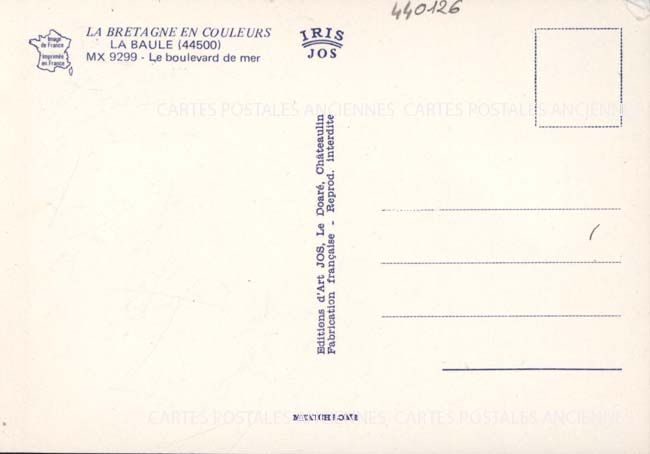 440126
LA BRETAGNE EN COULEURS
LA BAULE (44500)
MX 9299 - Le boulevard de mer
Image
de France
Imprimée
en France
IRIS
JOS
CARTES POSTALES ANCIENNES CARTES POSTALES ANCIENNES
Editions d'Art JOS, Le Doaré, Châteaulin
Fabrication française - Reprod. interdite
CARTES POSTALES ANCIENNES CARTES POSTALES ANCIENNES